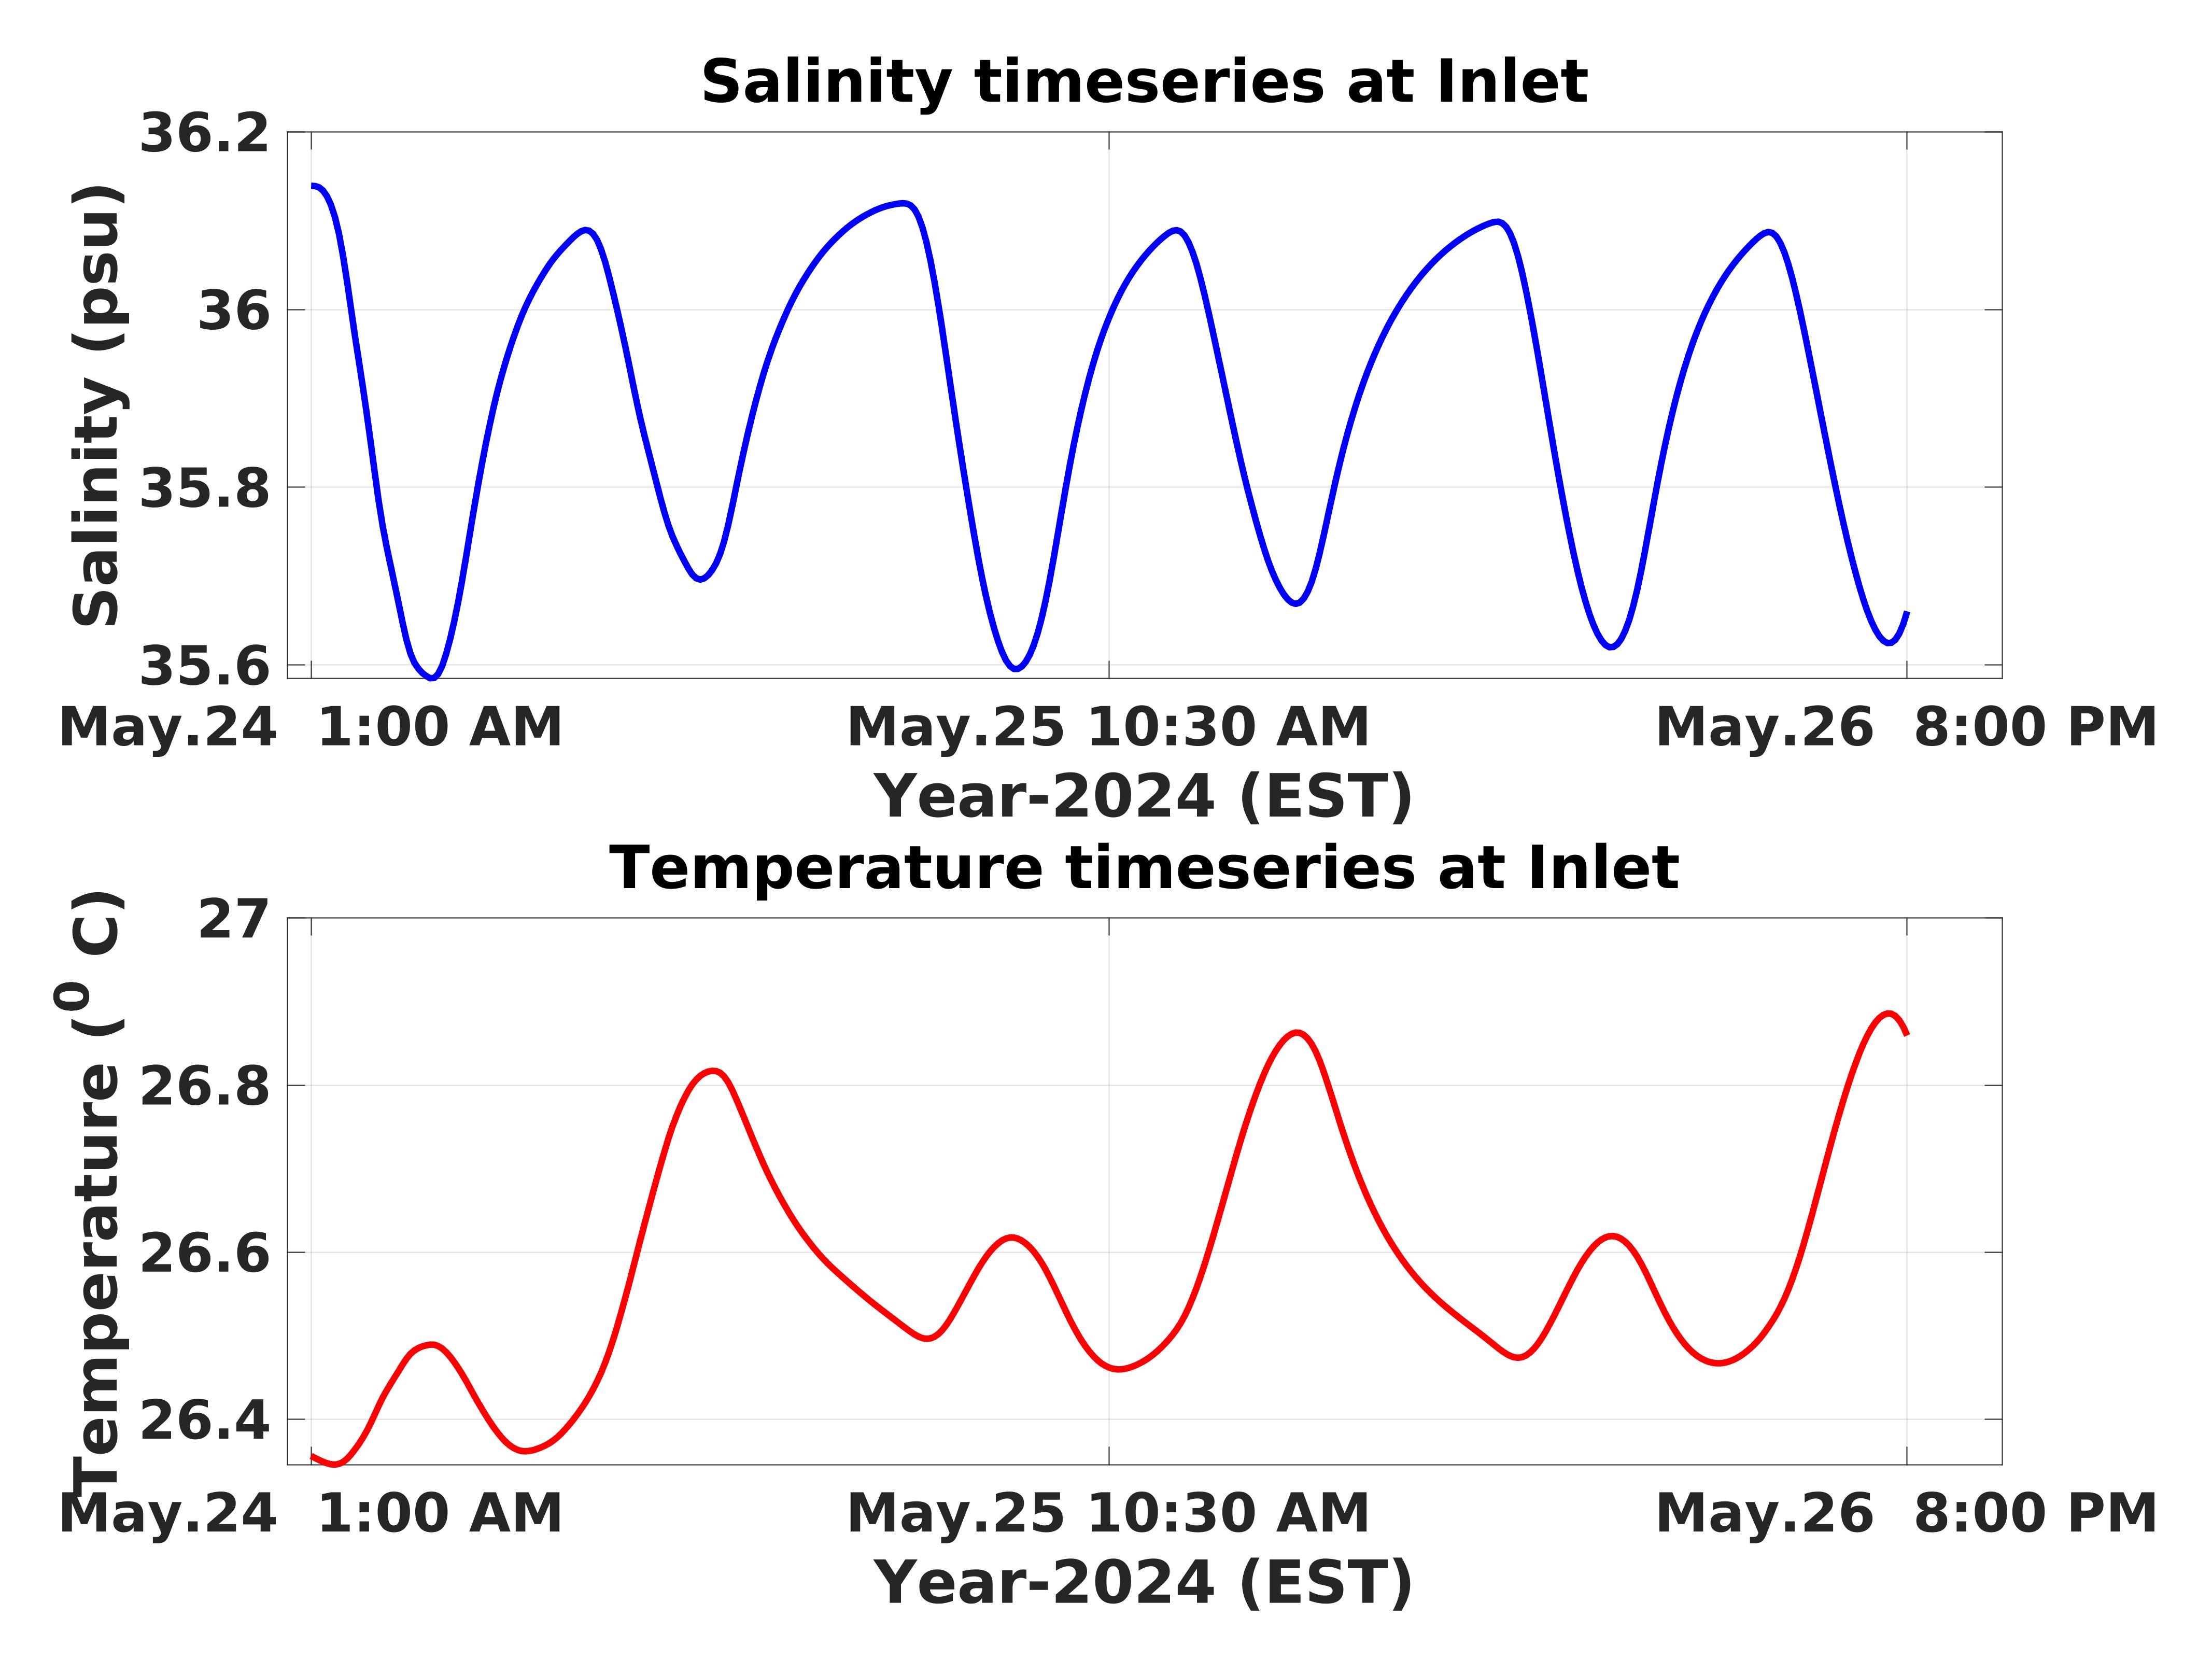 Salinity timeseries at Inlet
Salinity (psu)
36.2
36
35.8
35.6
May.24  1:00 AM
May.25 10:30 AM
May.26  8:00 PM
Year-2024 (EST)
Temperature timeseries at Inlet
Temperature (⁰ C)
27
26.8
26.6
26.4
May.24  1:00 AM
May.25 10:30 AM
May.26  8:00 PM
Year-2024 (EST)